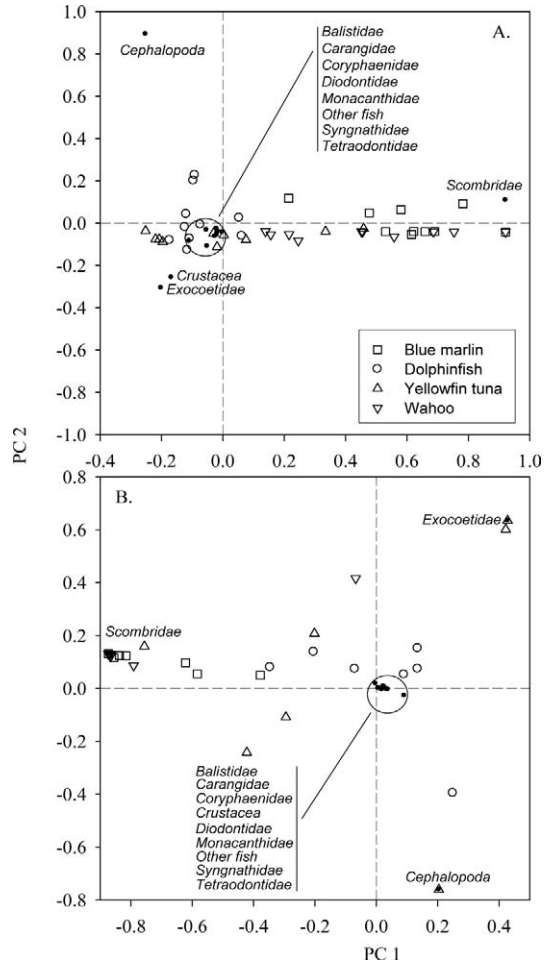 A.
Balistidae
Carangidae
Coryphaenidae
Diodontidae
Monacanthidae
Other fish
Syngnathidae
Tetraodontidae
Cephalopoda
Scombridae
Crustacea
Exocoetidae
Blue marlin
Dolphinfish
Yellowfin tuna
Wahoo
1.0
0.8
0.6
0.4
0.2
0.0
-0.2
-0.4
-0.6
-0.8
-1.0
-0.4 -0.2 0.0 0.2 0.4 0.6 0.8 1.0
PC 2
B.
Exocoetidae
Scombridae
Balistidae
Carangidae
Coryphaenidae
Crustacea
Diodontidae
Monacanthidae
Other fish
Syngnathidae
Tetraodontidae
Cephalopoda
0.8
0.6
0.4
0.2
0.0
-0.2
-0.4
-0.6
-0.8
-0.8 -0.6 -0.4 -0.2 0.0 0.2 0.4
PC 1